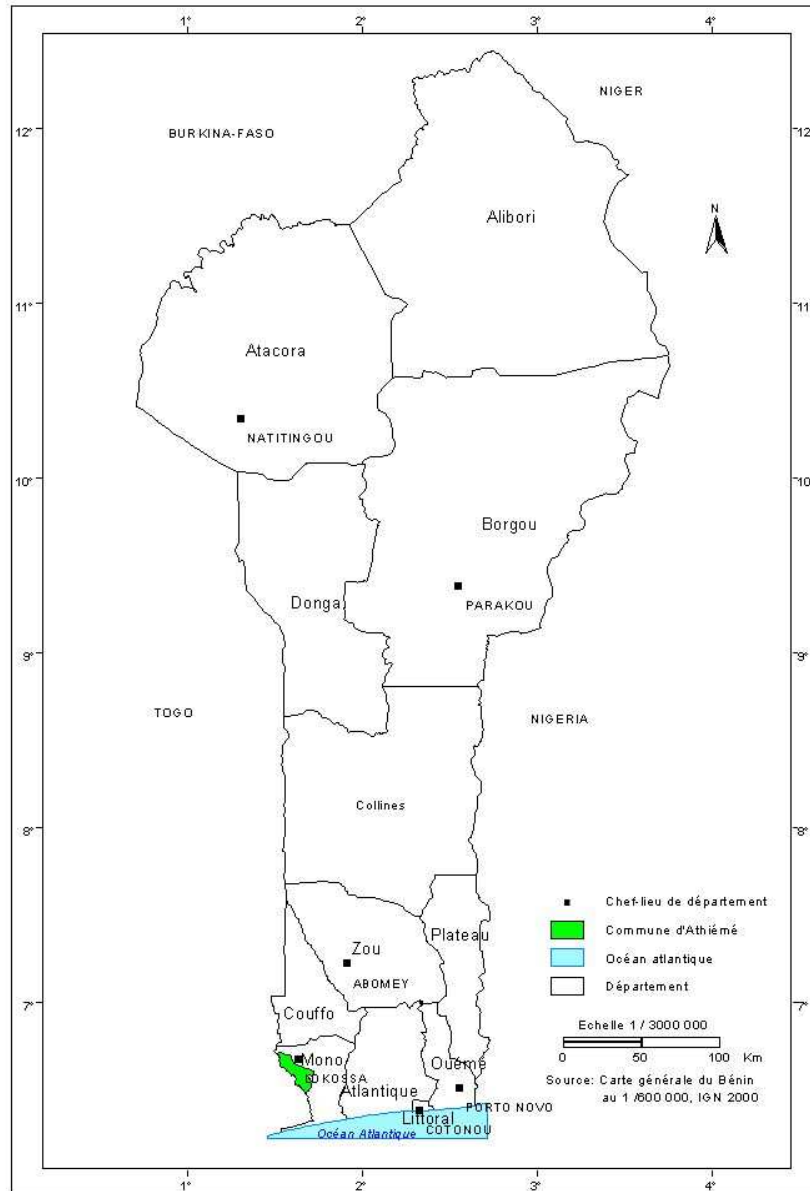 1°
2°
3°
4°
NIGER
BURKINA-FASO
12°
12°
Alibori
N
11°
11°
Atacora
NATITINGOU
10°
10°
Borgou
Donga
PARAKOU
9°
9°
TOGO
NIGERIA
Collines
8°
8°
Chef-lieu de département
Plateau
Commune d'Athiémé
Zou
Océan atlantique
ABOMEY
Département
7°
7°
Couffo
Echelle 1 / 3000 000
Mono
0 50 100 Km
LOKOSSA
Ouémé
Atlantique
Source: Carte générale du Bénin
au 1 /600 000, IGN 2000
PORTO NOVO
Littoral
COTONOU
Océan Atlantique
1°
2°
3°
4°